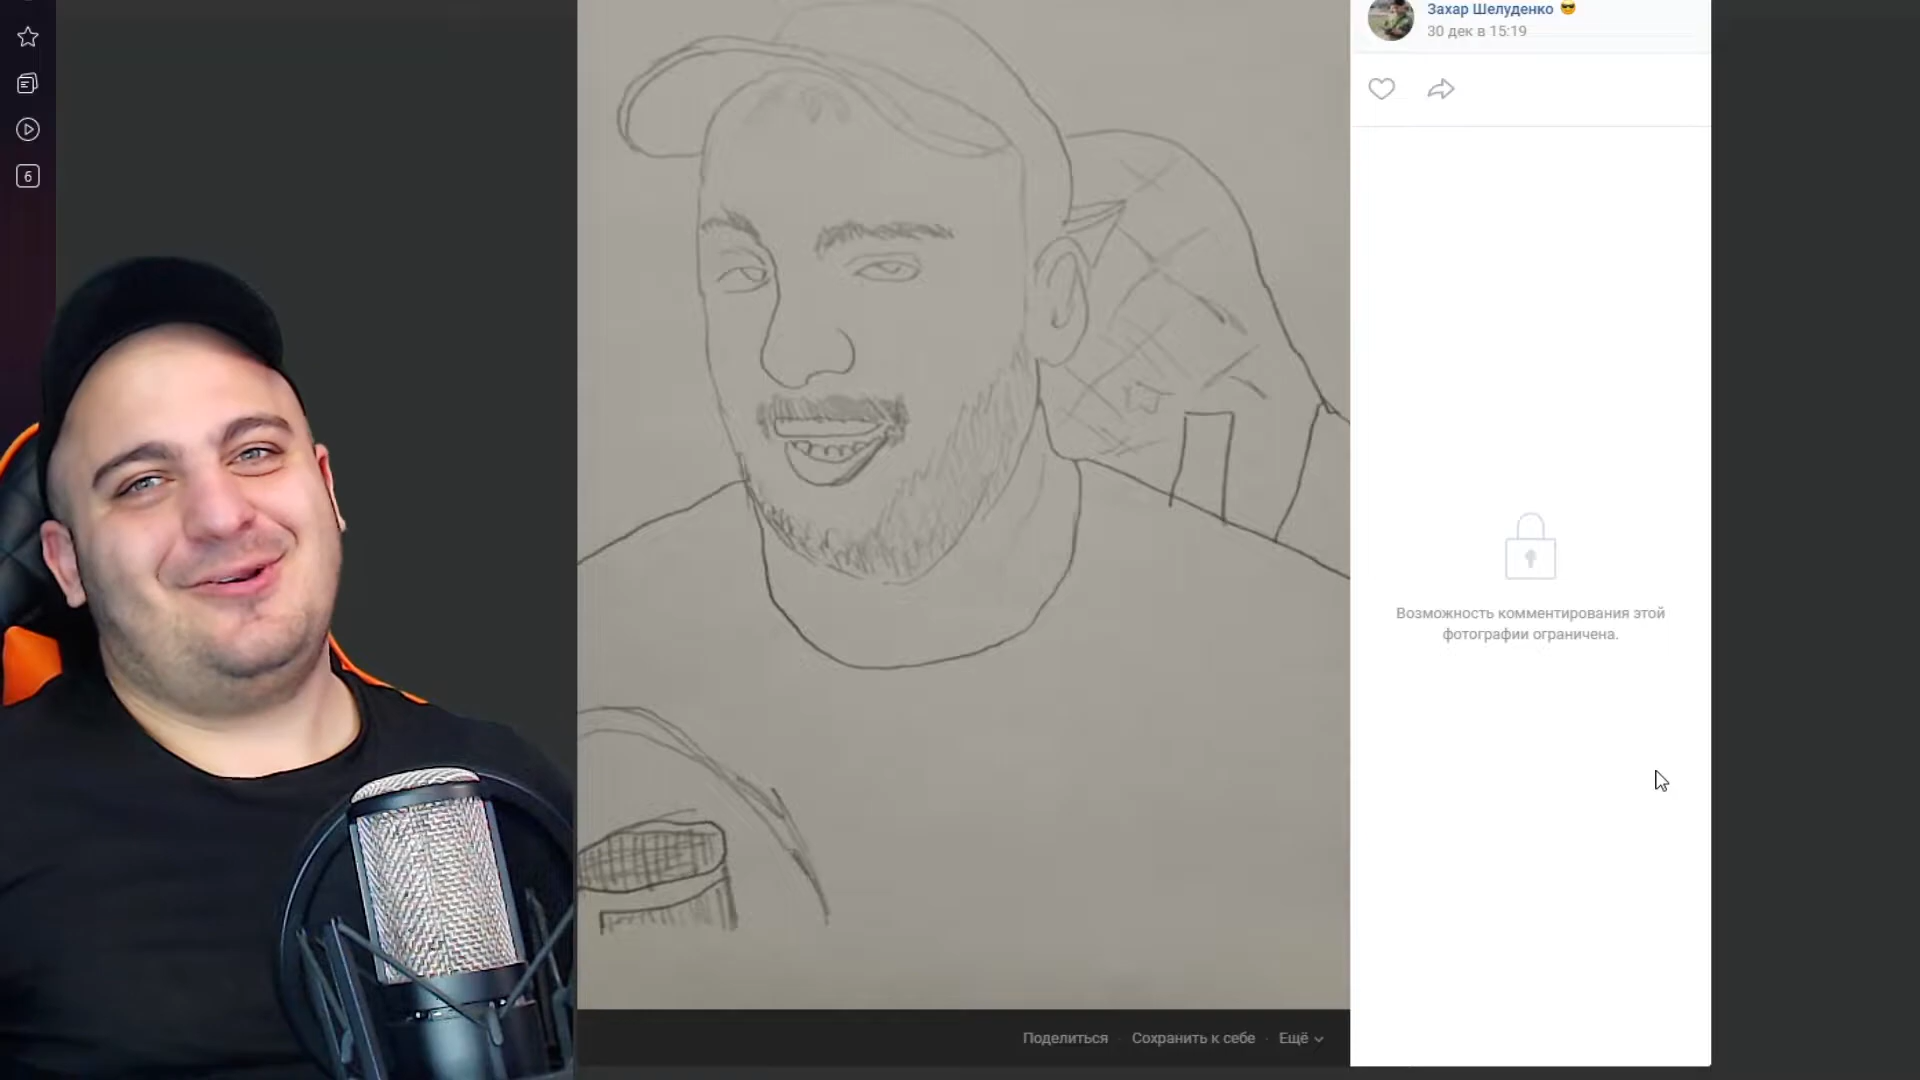 6
Захар Шелуденко 😎
30 дек в 15:19
Возможность комментирования этой
фотографии ограничена.
Поделиться · Сохранить к себе · Ещё